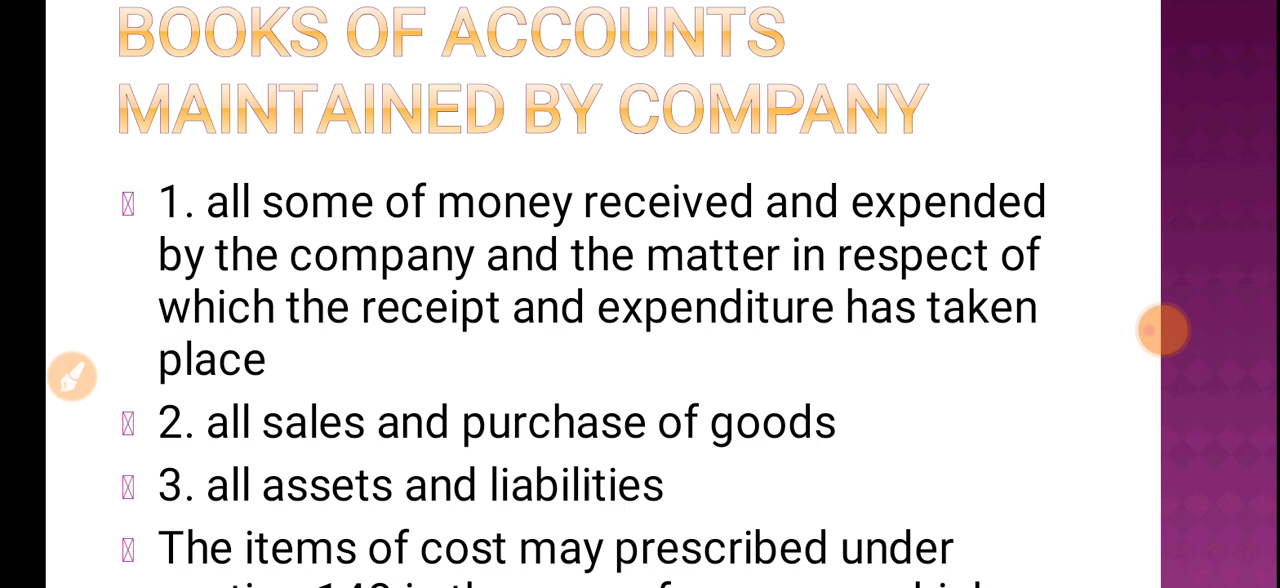 BOOKS OF ACCOUNTS
MAINTAINED BY COMPANY
1. all some of money received and expended
by the company and the matter in respect of
which the receipt and expenditure has taken
place
2. all sales and purchase of goods
3. all assets and liabilities
The items of cost may prescribed under